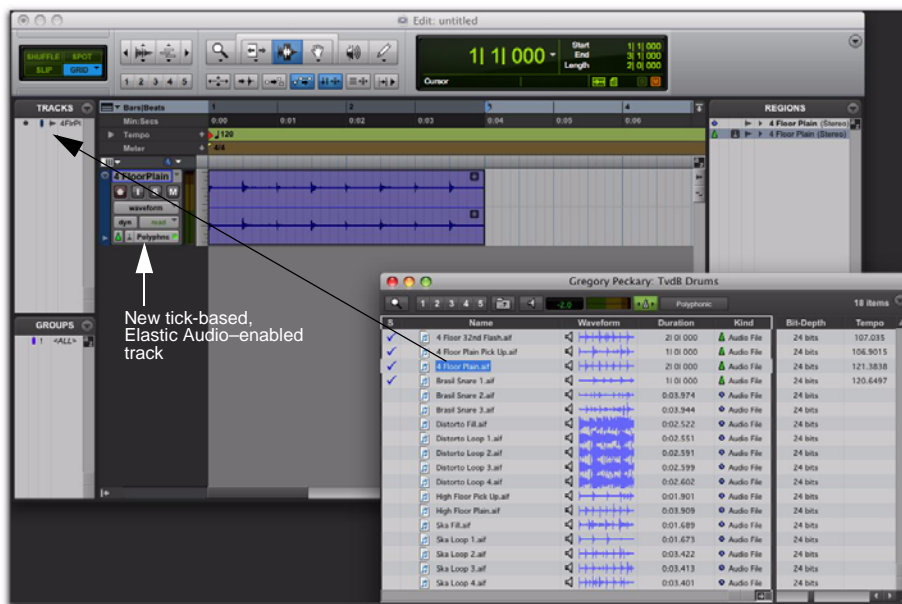 Edit: untitled
SHUFFLE SPOT
SLIP GRID
1 2 3 4 5
1| 1| 000
Start 1| 1| 000
End 3| 1| 000
Length 2| 0| 000
Cursor
TRACKS
4FlrPl
Bars|Beats 1 2 3 4
Min:Secs 0:00 0:01 0:02 0:03 0:04 0:05 0:06
Tempo 120
Meter 4/4
REGIONS
4 Floor Plain (Stereo)
4 Floor Plain (Stereo)
4 FloorPlain
I S M
waveform
dyn read
Polyphnc
New tick-based,
Elastic Audio–enabled
track
GROUPS
1 <ALL>
Gregory Peckary: TvdB Drums
1 2 3 4 5 -2.0 Polyphonic 18 items
S Name Waveform Duration Kind Bit-Depth Tempo
4 Floor 32nd Flash.aif 2| 0| 000 Audio File 24 bits 107.035
4 Floor Plain Pick Up.aif 1| 0| 000 Audio File 24 bits 106.9015
4 Floor Plain.aif 2| 0| 000 Audio File 24 bits 121.3838
Brasil Snare 1.aif 1| 0| 000 Audio File 24 bits 120.6497
Brasil Snare 2.aif 0:03.974 Audio File 24 bits
Brasil Snare 3.aif 0:03.944 Audio File 24 bits
Distorto Fill.aif 0:02.522 Audio File 24 bits
Distorto Loop 1.aif 0:02.551 Audio File 24 bits
Distorto Loop 2.aif 0:02.591 Audio File 24 bits
Distorto Loop 3.aif 0:02.599 Audio File 24 bits
Distorto Loop 4.aif 0:02.602 Audio File 24 bits
High Floor Pick Up.aif 0:01.901 Audio File 24 bits
High Floor Plain.aif 0:03.909 Audio File 24 bits
Ska Fill.aif 0:01.689 Audio File 24 bits
Ska Loop 1.aif 0:01.673 Audio File 24 bits
Ska Loop 2.aif 0:03.422 Audio File 24 bits
Ska Loop 3.aif 0:03.413 Audio File 24 bits
Ska Loop 4.aif 0:03.401 Audio File 24 bits